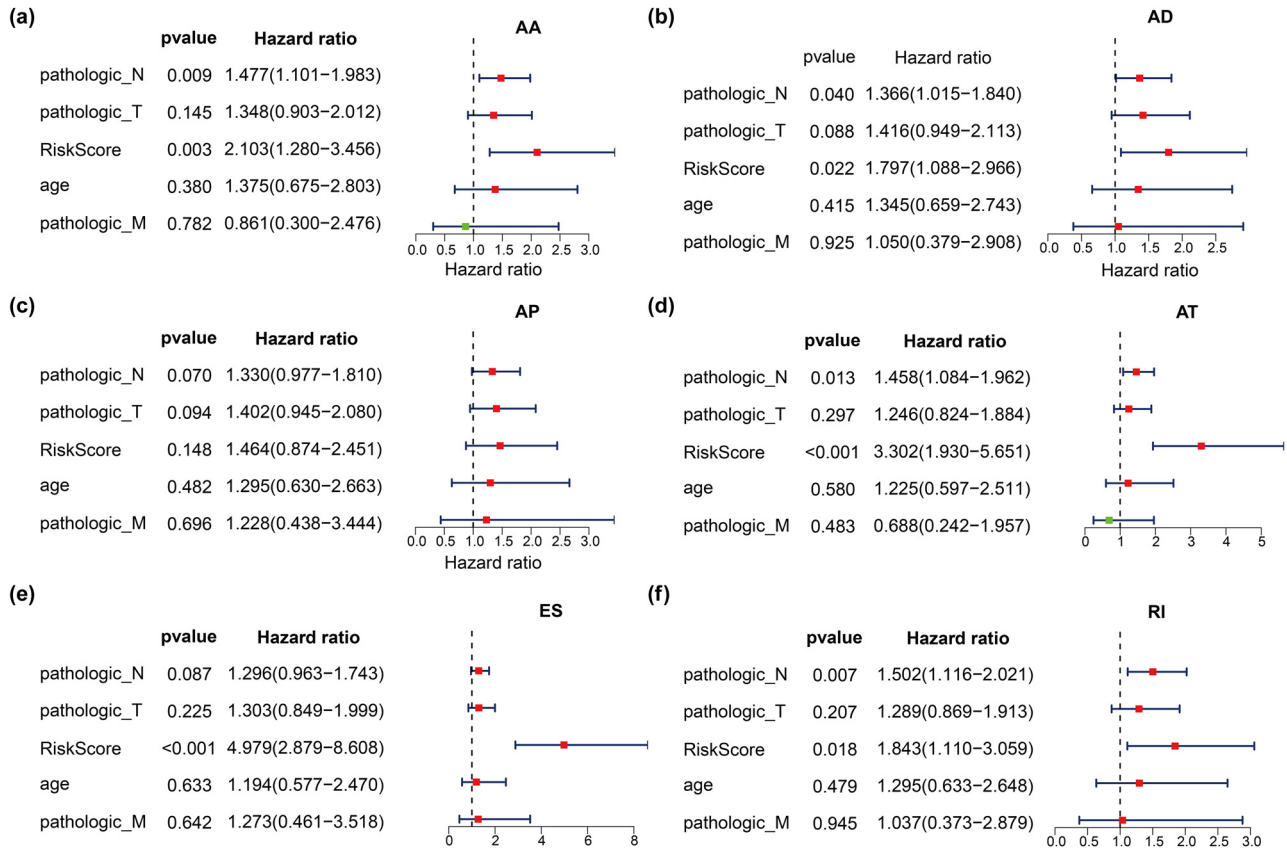 (a)
AA
pvalue Hazard ratio
pathologic_N 0.009 1.477(1.101−1.983)
pathologic_T 0.145 1.348(0.903−2.012)
RiskScore 0.003 2.103(1.280−3.456)
age 0.380 1.375(0.675−2.803)
pathologic_M 0.782 0.861(0.300−2.476)
0.0 0.5 1.0 1.5 2.0 2.5 3.0
Hazard ratio
(b)
AD
pvalue Hazard ratio
pathologic_N 0.040 1.366(1.015−1.840)
pathologic_T 0.088 1.416(0.949−2.113)
RiskScore 0.022 1.797(1.088−2.966)
age 0.415 1.345(0.659−2.743)
pathologic_M 0.925 1.050(0.379−2.908)
0.0 0.5 1.0 1.5 2.0 2.5
Hazard ratio
(c)
AP
pvalue Hazard ratio
pathologic_N 0.070 1.330(0.977−1.810)
pathologic_T 0.094 1.402(0.945−2.080)
RiskScore 0.148 1.464(0.874−2.451)
age 0.482 1.295(0.630−2.663)
pathologic_M 0.696 1.228(0.438−3.444)
0.0 0.5 1.0 1.5 2.0 2.5 3.0
Hazard ratio
(d)
AT
pvalue Hazard ratio
pathologic_N 0.013 1.458(1.084−1.962)
pathologic_T 0.297 1.246(0.824−1.884)
RiskScore <0.001 3.302(1.930−5.651)
age 0.580 1.225(0.597−2.511)
pathologic_M 0.483 0.688(0.242−1.957)
0 1 2 3 4 5
(e)
ES
pvalue Hazard ratio
pathologic_N 0.087 1.296(0.963−1.743)
pathologic_T 0.225 1.303(0.849−1.999)
RiskScore <0.001 4.979(2.879−8.608)
age 0.633 1.194(0.577−2.470)
pathologic_M 0.642 1.273(0.461−3.518)
0 2 4 6 8
(f)
RI
pvalue Hazard ratio
pathologic_N 0.007 1.502(1.116−2.021)
pathologic_T 0.207 1.289(0.869−1.913)
RiskScore 0.018 1.843(1.110−3.059)
age 0.479 1.295(0.633−2.648)
pathologic_M 0.945 1.037(0.373−2.879)
0.0 0.5 1.0 1.5 2.0 2.5 3.0